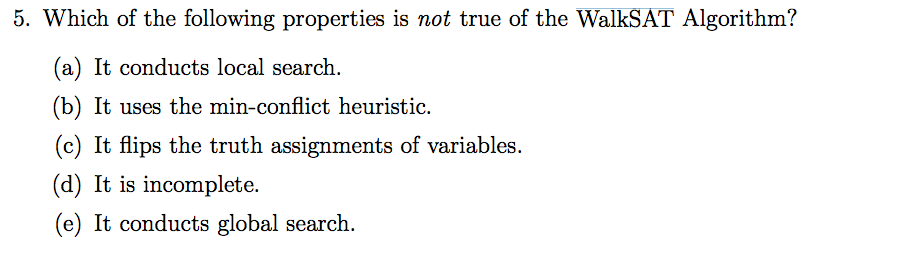 5. Which of the following properties is not true of the WalkSAT Algorithm?
(a) It conducts local search.
(b) It uses the min-conflict heuristic.
(c) It flips the truth assignments of variables.
(d) It is incomplete.
(e) It conducts global search.